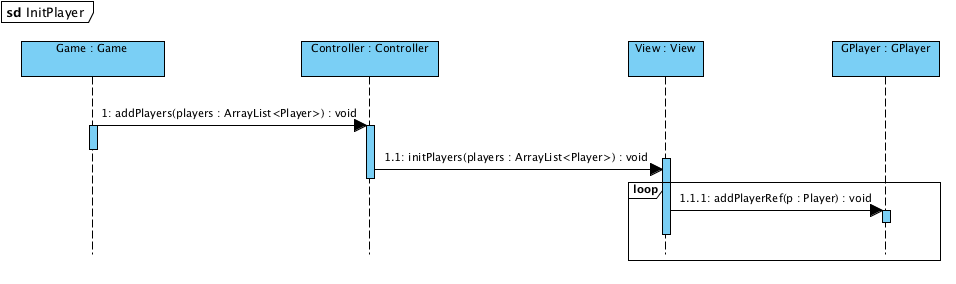 sd InitPlayer
Game : Game
Controller : Controller
View : View
GPlayer : GPlayer
1: addPlayers(players : ArrayList<Player>) : void
1.1: initPlayers(players : ArrayList<Player>) : void
loop
1.1.1: addPlayerRef(p : Player) : void